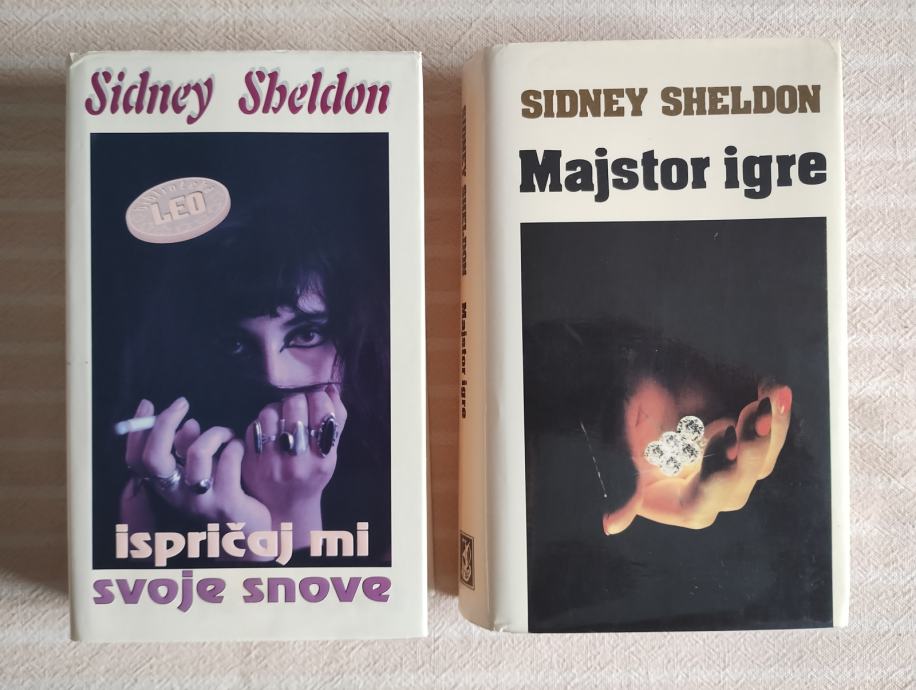 Sidney Sheldon
LEO
ispričaj mi
svoje snove
SIDNEY SHELDON
Majstor igre
SIDNEY SHELDON Majstor igre